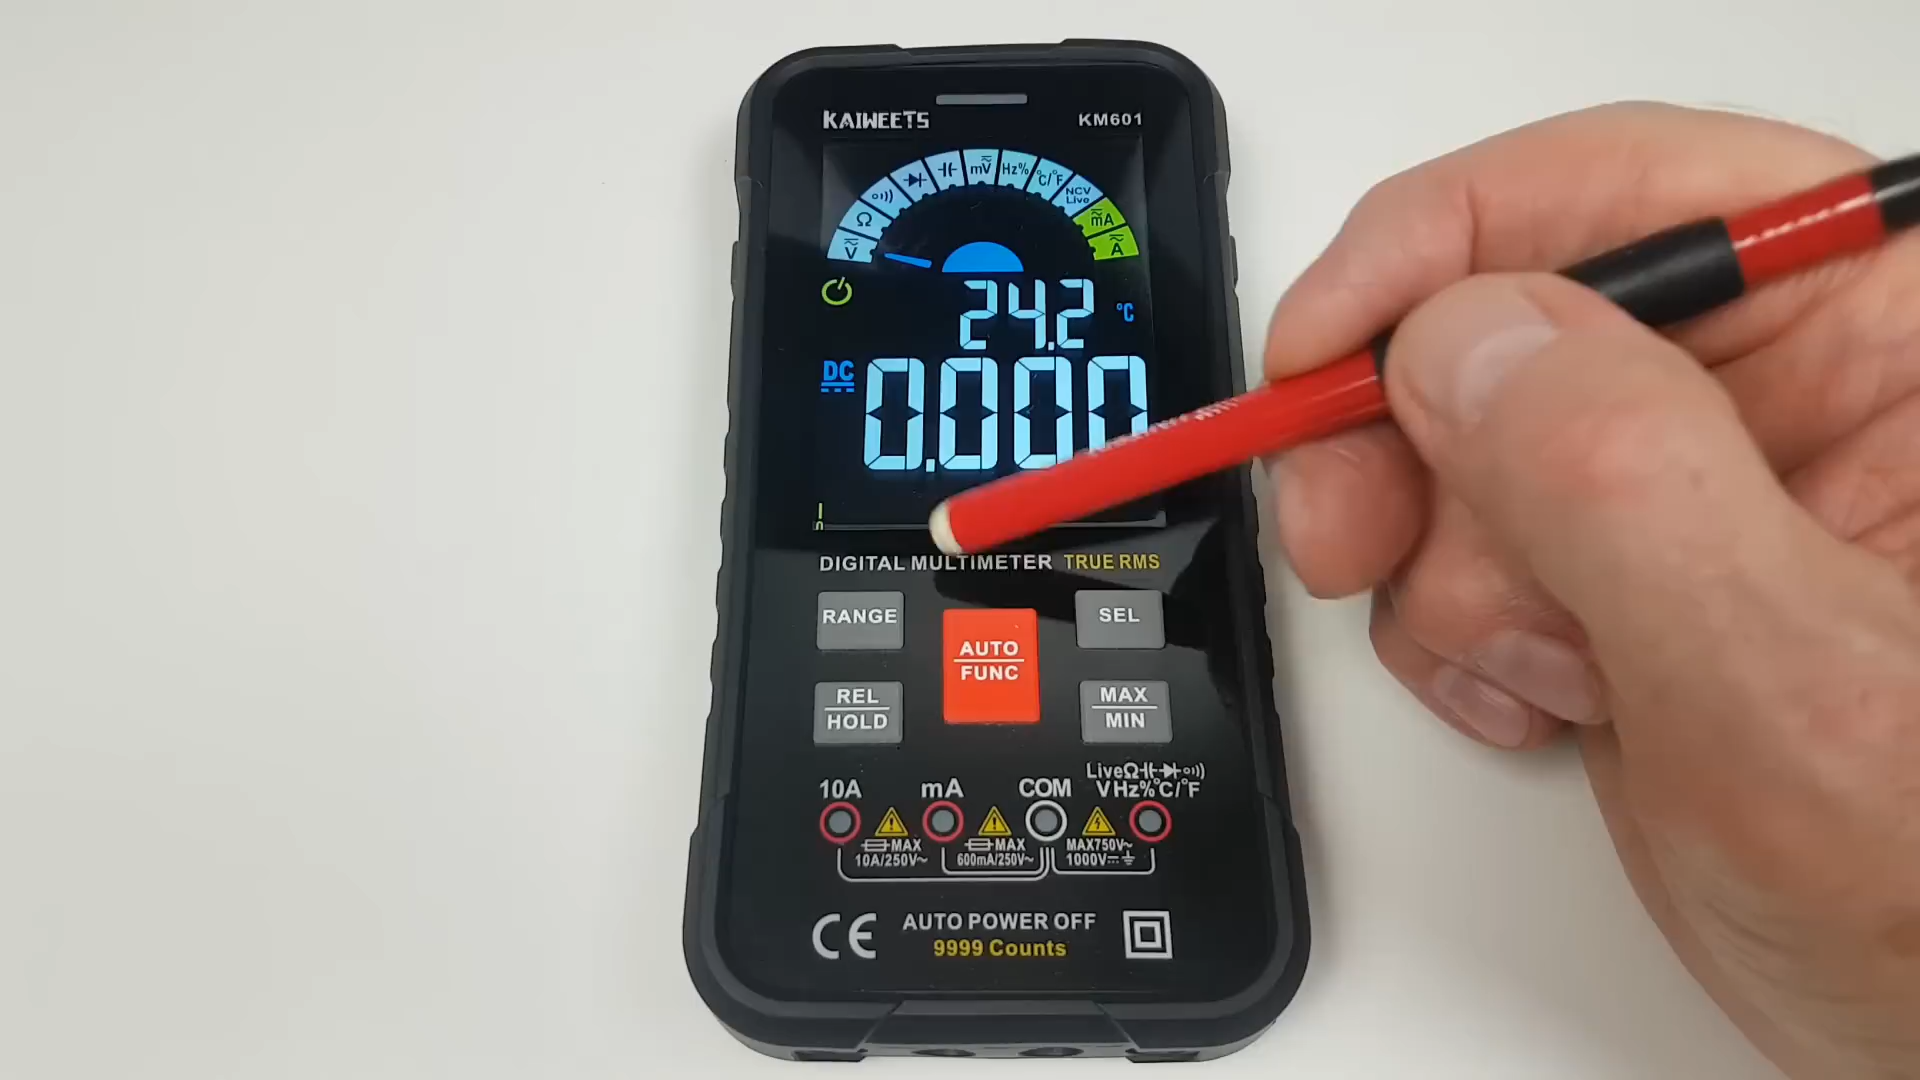 KAIWEETS KM601
V Ω mV Hz% °C/°F NCV Live mA A
24.2 °C
DC 0.000
DIGITAL MULTIMETER TRUE RMS
RANGE
SEL
AUTO
FUNC
REL
HOLD
MAX
MIN
LiveΩ
10A mA COM VHz%°C/°F
MAX MAX MAX750V~
10A/250V~ 600mA/250V~ 1000V
CE AUTO POWER OFF
9999 Counts